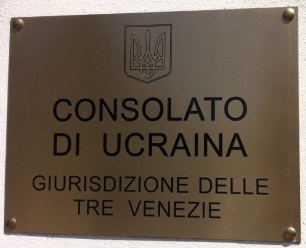 CONSOLATO
DI UCRAINA
GIURISDIZIONE DELLE
TRE VENEZIE